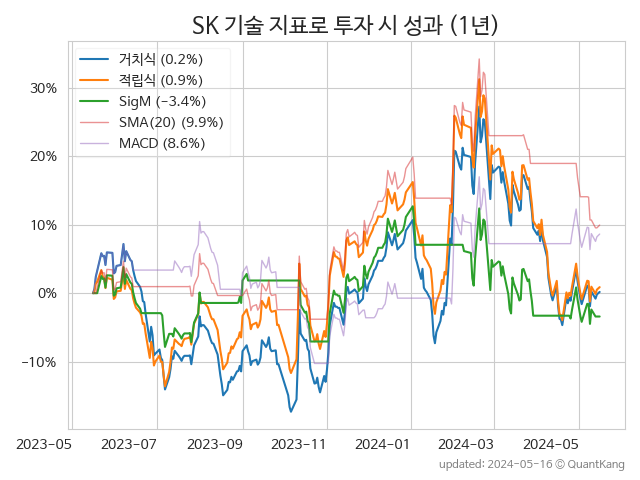 SK 기술 지표로 투자 시 성과 (1년)
거치식 (0.2%)
적립식 (0.9%)
SigM (−3.4%)
SMA(20) (9.9%)
MACD (8.6%)
30%
20%
10%
0%
−10%
2023-05 2023-07 2023-09 2023-11 2024-01 2024-03 2024-05
updated: 2024-05-16 © QuantKang